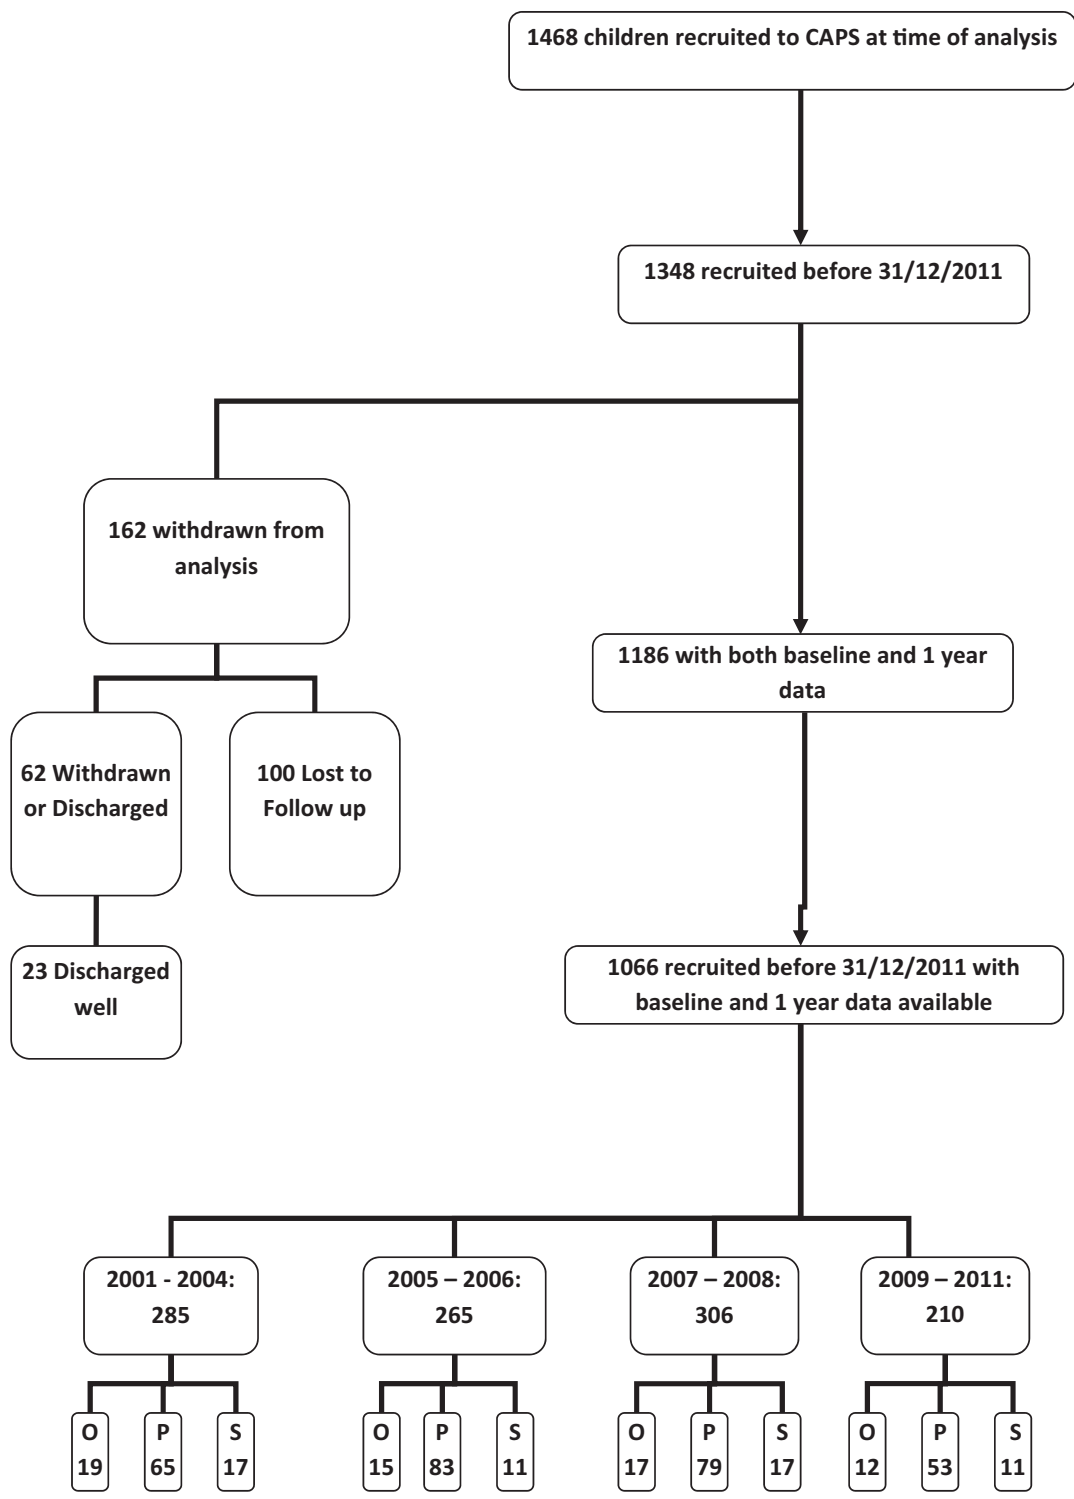 1468 children recruited to CAPS at time of analysis
1348 recruited before 31/12/2011
162 withdrawn from
analysis
1186 with both baseline and 1 year
data
62 Withdrawn
or Discharged
100 Lost to
Follow up
23 Discharged
well
1066 recruited before 31/12/2011 with
baseline and 1 year data available
2001 - 2004:
285
2005 – 2006:
265
2007 – 2008:
306
2009 – 2011:
210
O
19
P
65
S
17
O
15
P
83
S
11
O
17
P
79
S
17
O
12
P
53
S
11